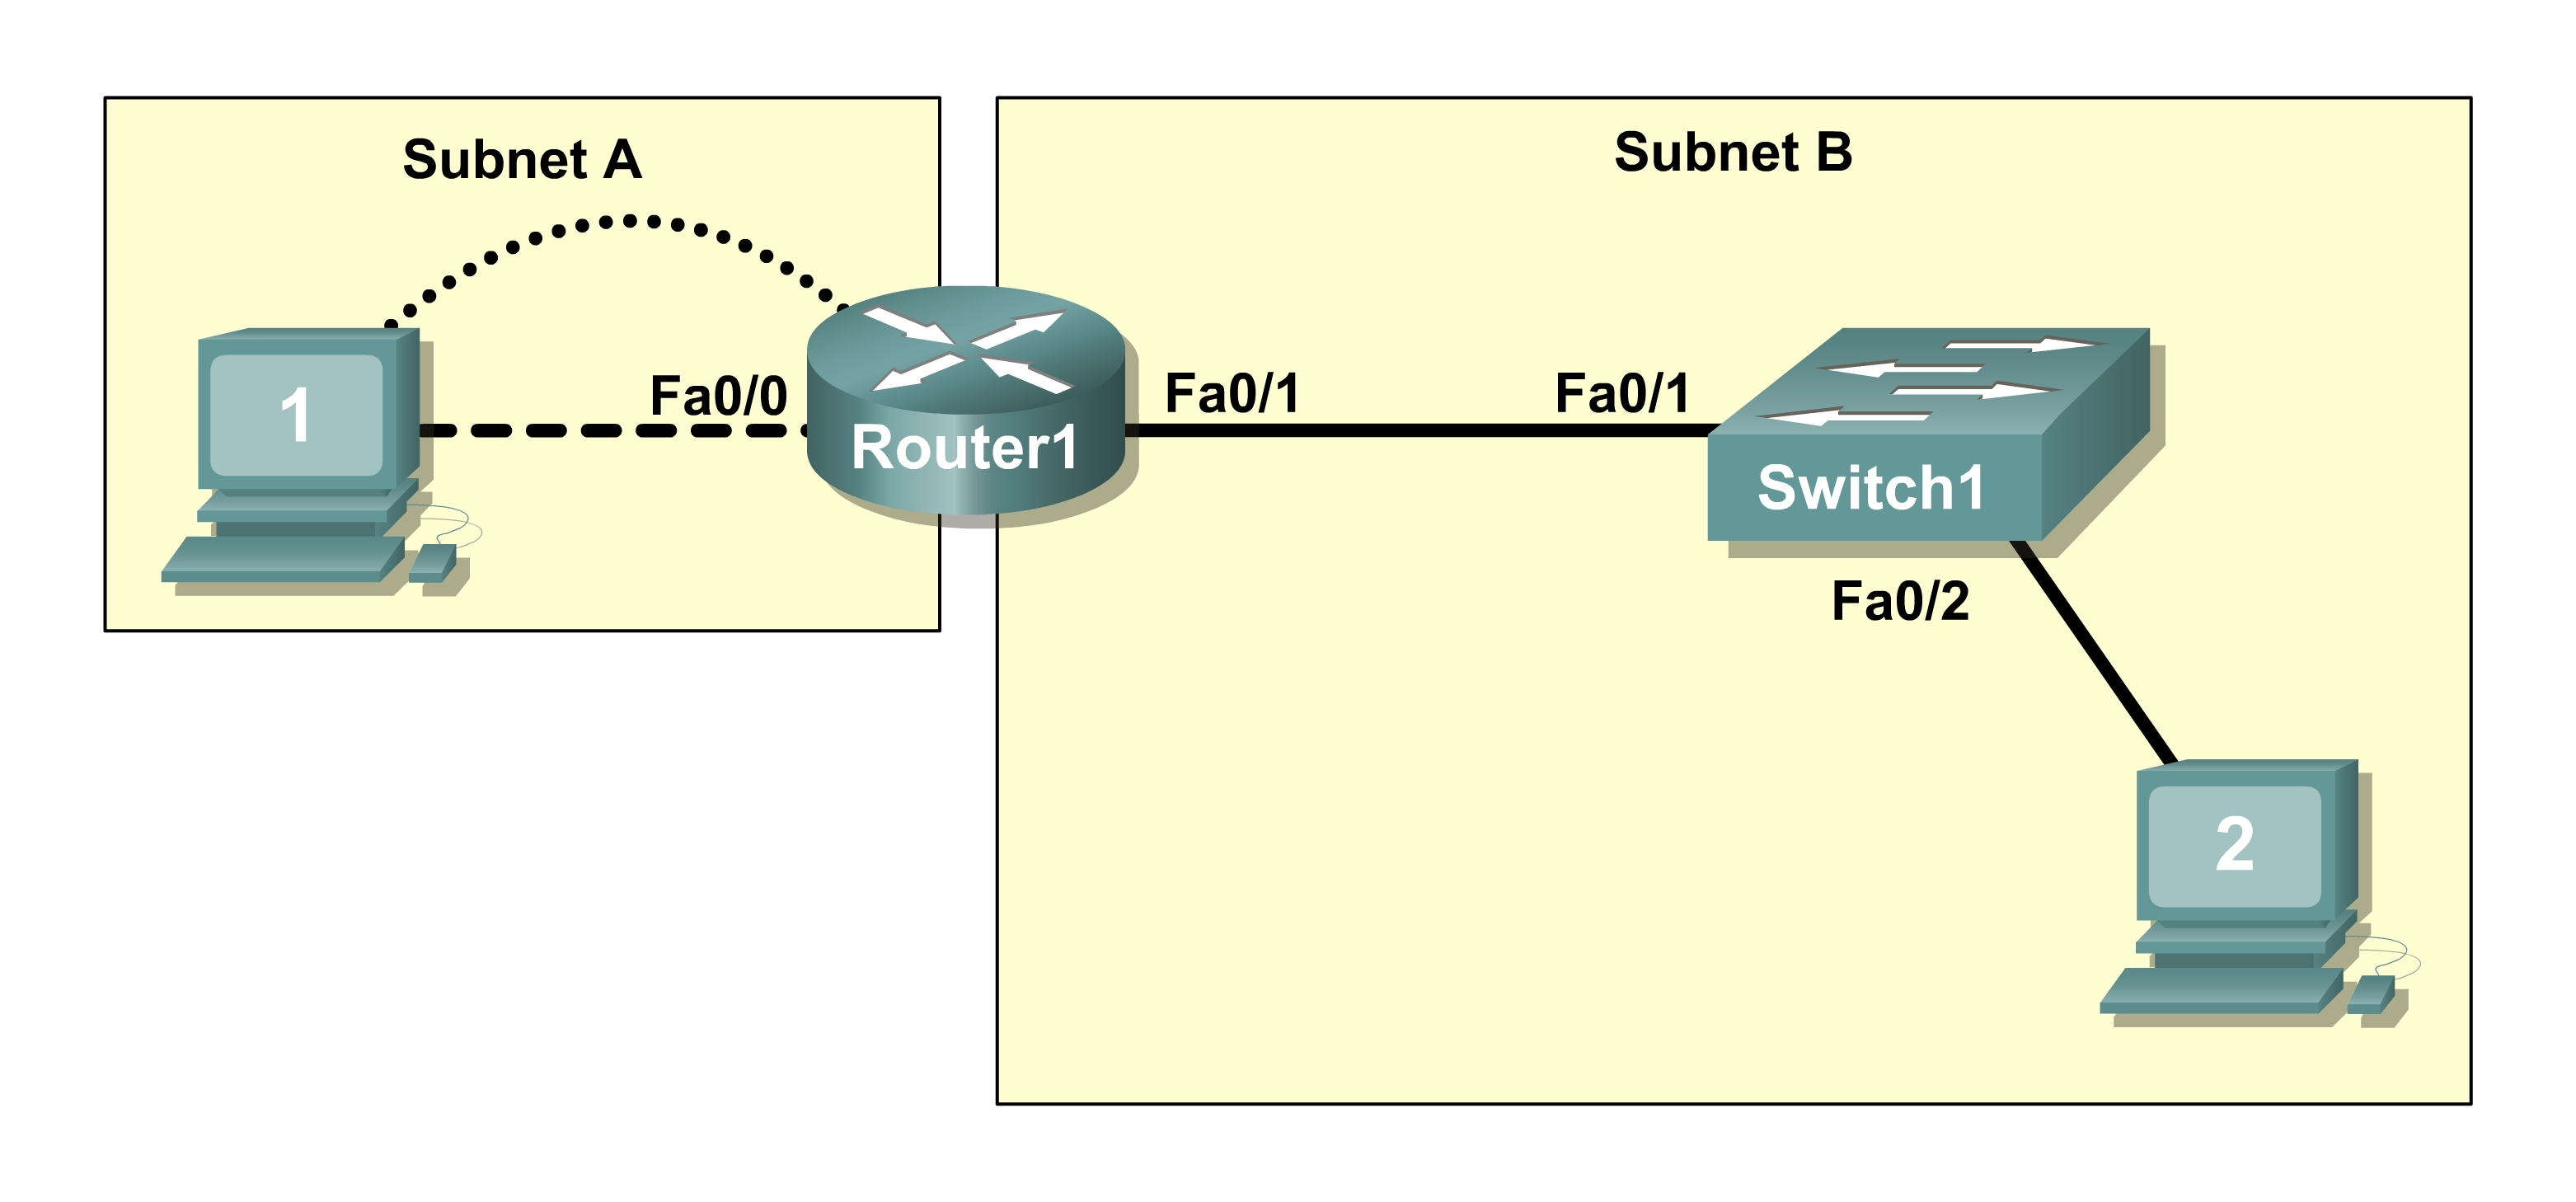 Subnet A
Subnet B
1
Fa0/0
Router1
Fa0/1
Fa0/1
Switch1
Fa0/2
2